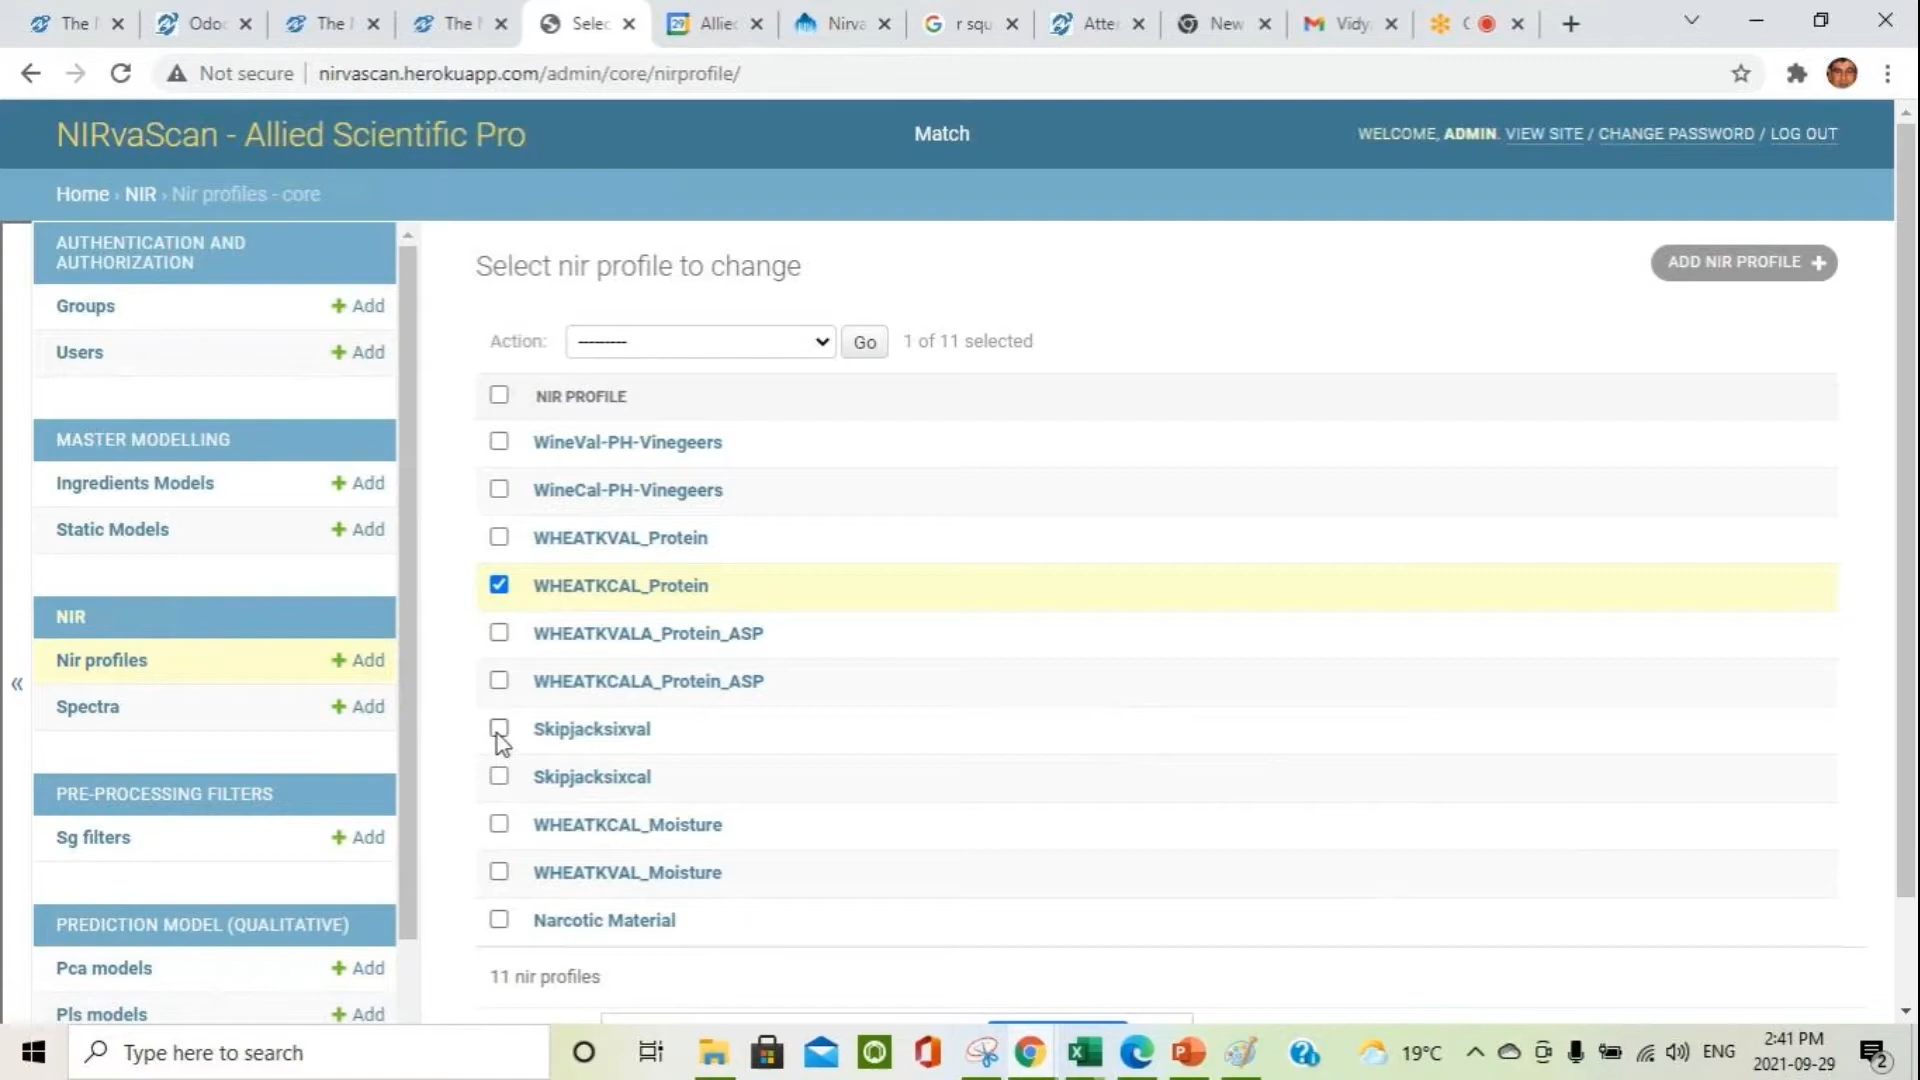 The
Odo
The
The
Selec
29
Allied
Nirva
r squ
Atte
New
Vidy
Not secure
nirvascan.herokuapp.com/admin/core/nirprofile/
NIRvaScan - Allied Scientific Pro
Match
WELCOME, ADMIN. VIEW SITE / CHANGE PASSWORD / LOG OUT
Home › NIR › Nir profiles - core
AUTHENTICATION AND
AUTHORIZATION
Groups
Add
Users
Add
MASTER MODELLING
Ingredients Models
Add
Static Models
Add
NIR
Nir profiles
Add
Spectra
Add
PRE-PROCESSING FILTERS
Sg filters
Add
PREDICTION MODEL (QUALITATIVE)
Pca models
Add
Pls models
Add
«
Select nir profile to change
ADD NIR PROFILE +
Action:
---------
Go
1 of 11 selected
NIR PROFILE
WineVal-PH-Vinegeers
WineCal-PH-Vinegeers
WHEATKVAL_Protein
WHEATKCAL_Protein
WHEATKVALA_Protein_ASP
WHEATKCALA_Protein_ASP
Skipjacksixval
Skipjacksixcal
WHEATKCAL_Moisture
WHEATKVAL_Moisture
Narcotic Material
11 nir profiles
Type here to search
19°C
ENG
2:41 PM
2021-09-29
2